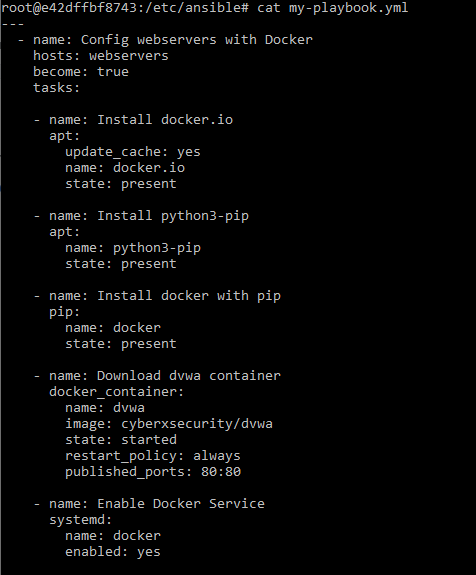 root@e42dffbf8743:/etc/ansible# cat my-playbook.yml
---
  - name: Config webservers with Docker
    hosts: webservers
    become: true
    tasks:

    - name: Install docker.io
      apt:
        update_cache: yes
        name: docker.io
        state: present

    - name: Install python3-pip
      apt:
        name: python3-pip
        state: present

    - name: Install docker with pip
      pip:
        name: docker
        state: present

    - name: Download dvwa container
      docker_container:
        name: dvwa
        image: cyberxsecurity/dvwa
        state: started
        restart_policy: always
        published_ports: 80:80

    - name: Enable Docker Service
      systemd:
        name: docker
        enabled: yes